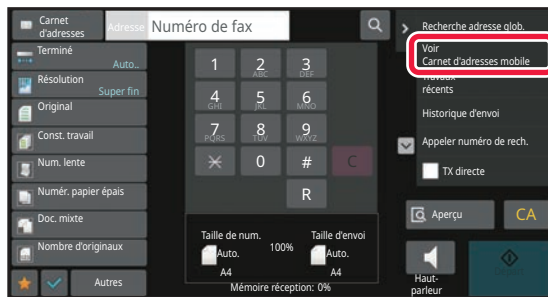 Carnet
d'adresses
Adresse
Numéro de fax
Terminé
Auto..
Résolution
Super fin
Original
Const. travail
Num. lente
Numér. papier
épais
Doc. mixte
Nombre d'originaux
Autres
1
2
ABC
3
DEF
4
GHI
5
JKL
6
MNO
7
PQRS
8
TUV
9
WXYZ
0
#
C
R
Taille de
num.
100%
Taille d'envoi
Auto.
Auto.
A4
A4
Mémoire réception: 0%
Recherche adresse glob.
Voir
Carnet d'adresses mobile
Travaux
récents
Historique d'envoi
Appeler numéro de rech.
TX directe
Aperçu
CA
Haut-
parleur